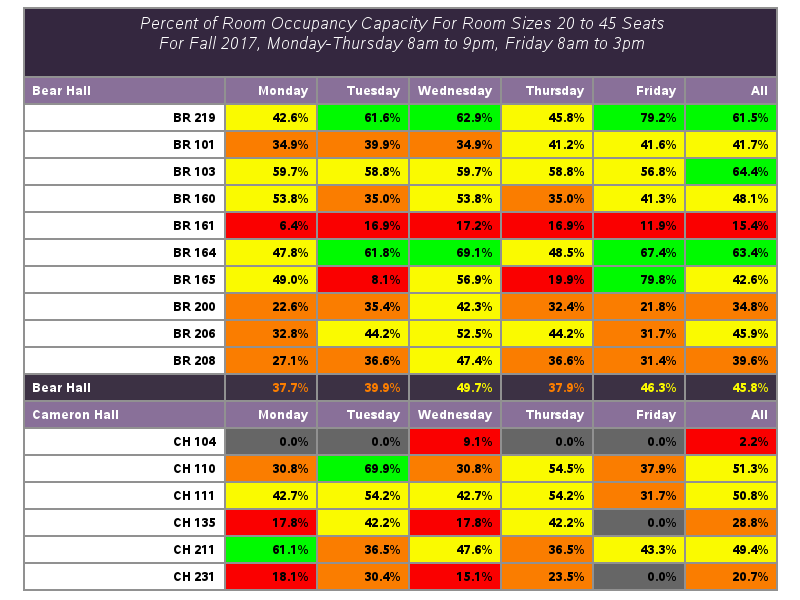 Percent of Room Occupancy Capacity For Room Sizes 20 to 45 Seats
For Fall 2017, Monday-Thursday 8am to 9pm, Friday 8am to 3pm
Bear Hall Monday Tuesday Wednesday Thursday Friday All
BR 219 42.6% 61.6% 62.9% 45.8% 79.2% 61.5%
BR 101 34.9% 39.9% 34.9% 41.2% 41.6% 41.7%
BR 103 59.7% 58.8% 59.7% 58.8% 56.8% 64.4%
BR 160 53.8% 35.0% 53.8% 35.0% 41.3% 48.1%
BR 161 6.4% 16.9% 17.2% 16.9% 11.9% 15.4%
BR 164 47.8% 61.8% 69.1% 48.5% 67.4% 63.4%
BR 165 49.0% 8.1% 56.9% 19.9% 79.8% 42.6%
BR 200 22.6% 35.4% 42.3% 32.4% 21.8% 34.8%
BR 206 32.8% 44.2% 52.5% 44.2% 31.7% 45.9%
BR 208 27.1% 36.6% 47.4% 36.6% 31.4% 39.6%
Bear Hall 37.7% 39.9% 49.7% 37.9% 46.3% 45.8%
Cameron Hall Monday Tuesday Wednesday Thursday Friday All
CH 104 0.0% 0.0% 9.1% 0.0% 0.0% 2.2%
CH 110 30.8% 69.9% 30.8% 54.5% 37.9% 51.3%
CH 111 42.7% 54.2% 42.7% 54.2% 31.7% 50.8%
CH 135 17.8% 42.2% 17.8% 42.2% 0.0% 28.8%
CH 211 61.1% 36.5% 47.6% 36.5% 43.3% 49.4%
CH 231 18.1% 30.4% 15.1% 23.5% 0.0% 20.7%